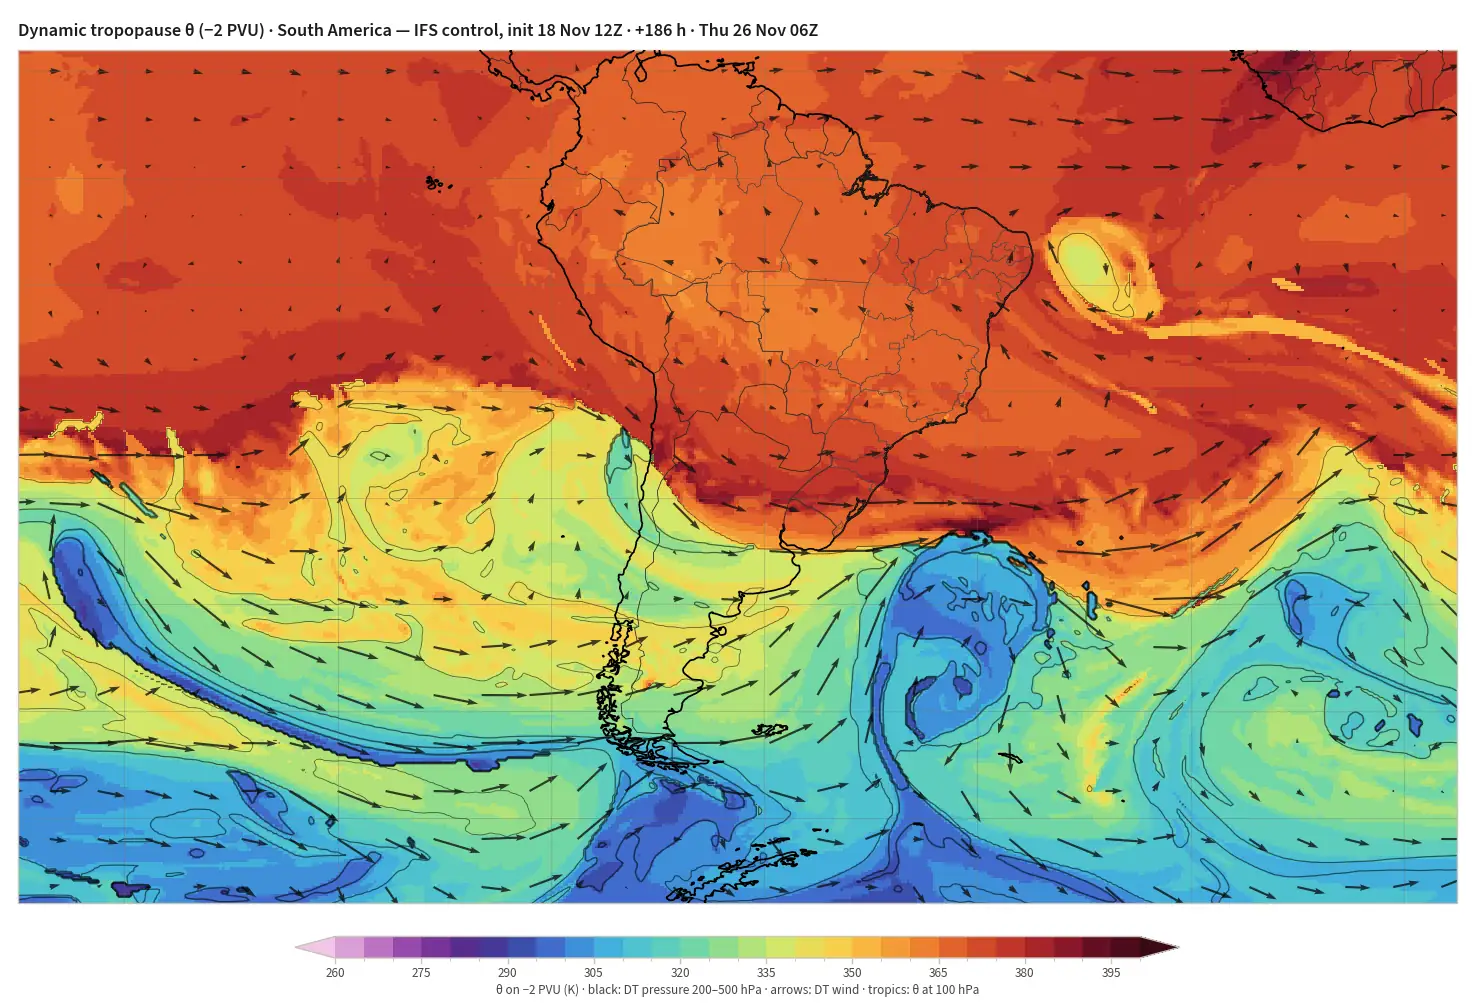 Dynamic tropopause θ (−2 PVU) · South America — IFS control, init 18 Nov 12Z · +186 h · Thu 26 Nov 06Z
260 275 290 305 320 335 350 365 380 395
θ on −2 PVU (K) · black: DT pressure 200–500 hPa · arrows: DT wind · tropics: θ at 100 hPa